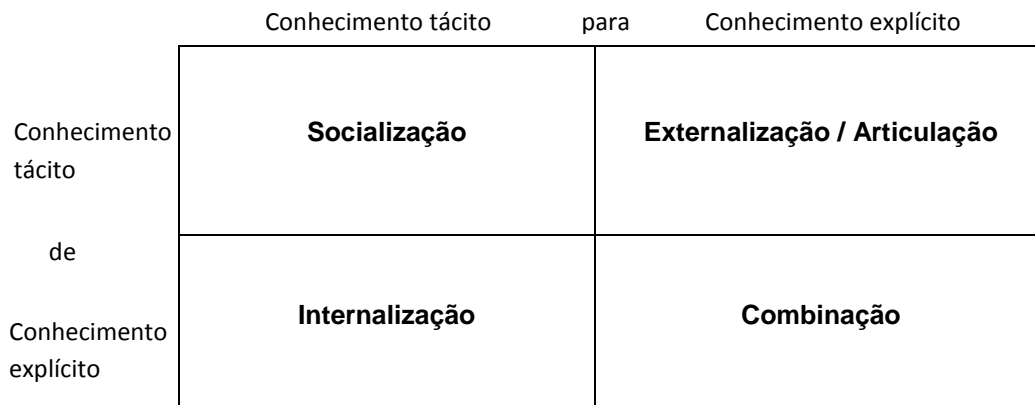 Conhecimento tácito para Conhecimento explícito
Conhecimento
tácito
Socialização Externalização / Articulação
de
Conhecimento
explícito
Internalização Combinação